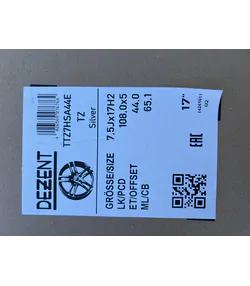 DEZENT
TTZ7HSA44E
TZ
Silver
GRÖSSE/SIZE 7.5Jx17H2
LK/PCD 108.0x5
ET/OFFSET 44.0
ML/CB 65.1
17"
EAC